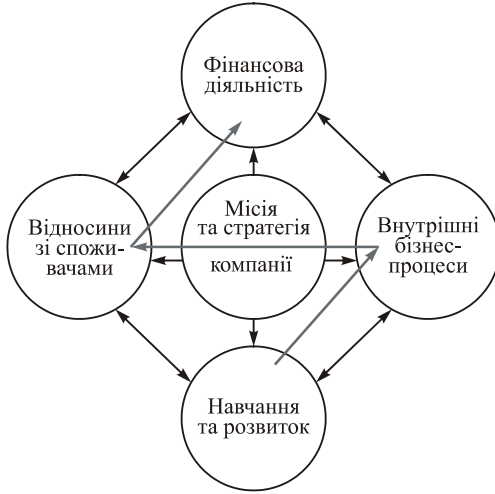 Фінансова
діяльність
Відносини
зі спожи-
вачами
Місія
та стратегія
компанії
Внутрішні
бізнес-
процеси
Навчання
та розвиток